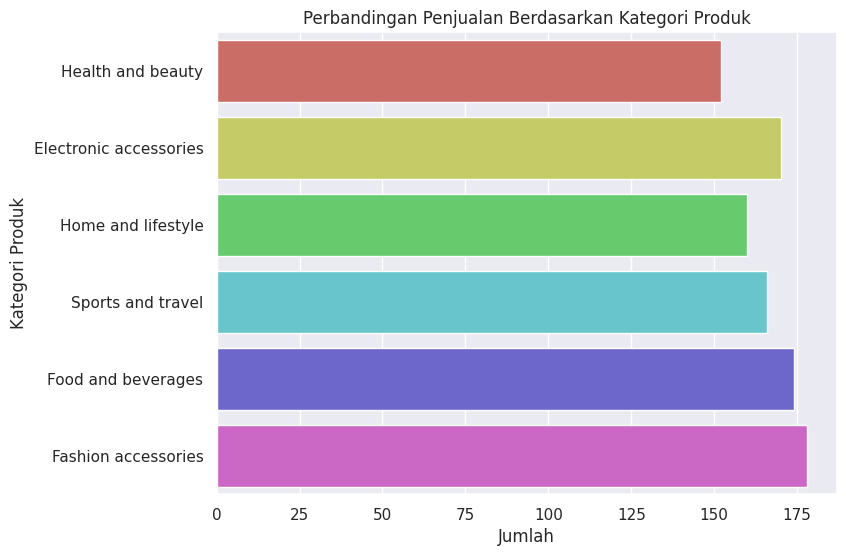 Perbandingan Penjualan Berdasarkan Kategori Produk
Kategori Produk
Health and beauty
Electronic accessories
Home and lifestyle
Sports and travel
Food and beverages
Fashion accessories
0 25 50 75 100 125 150 175
Jumlah